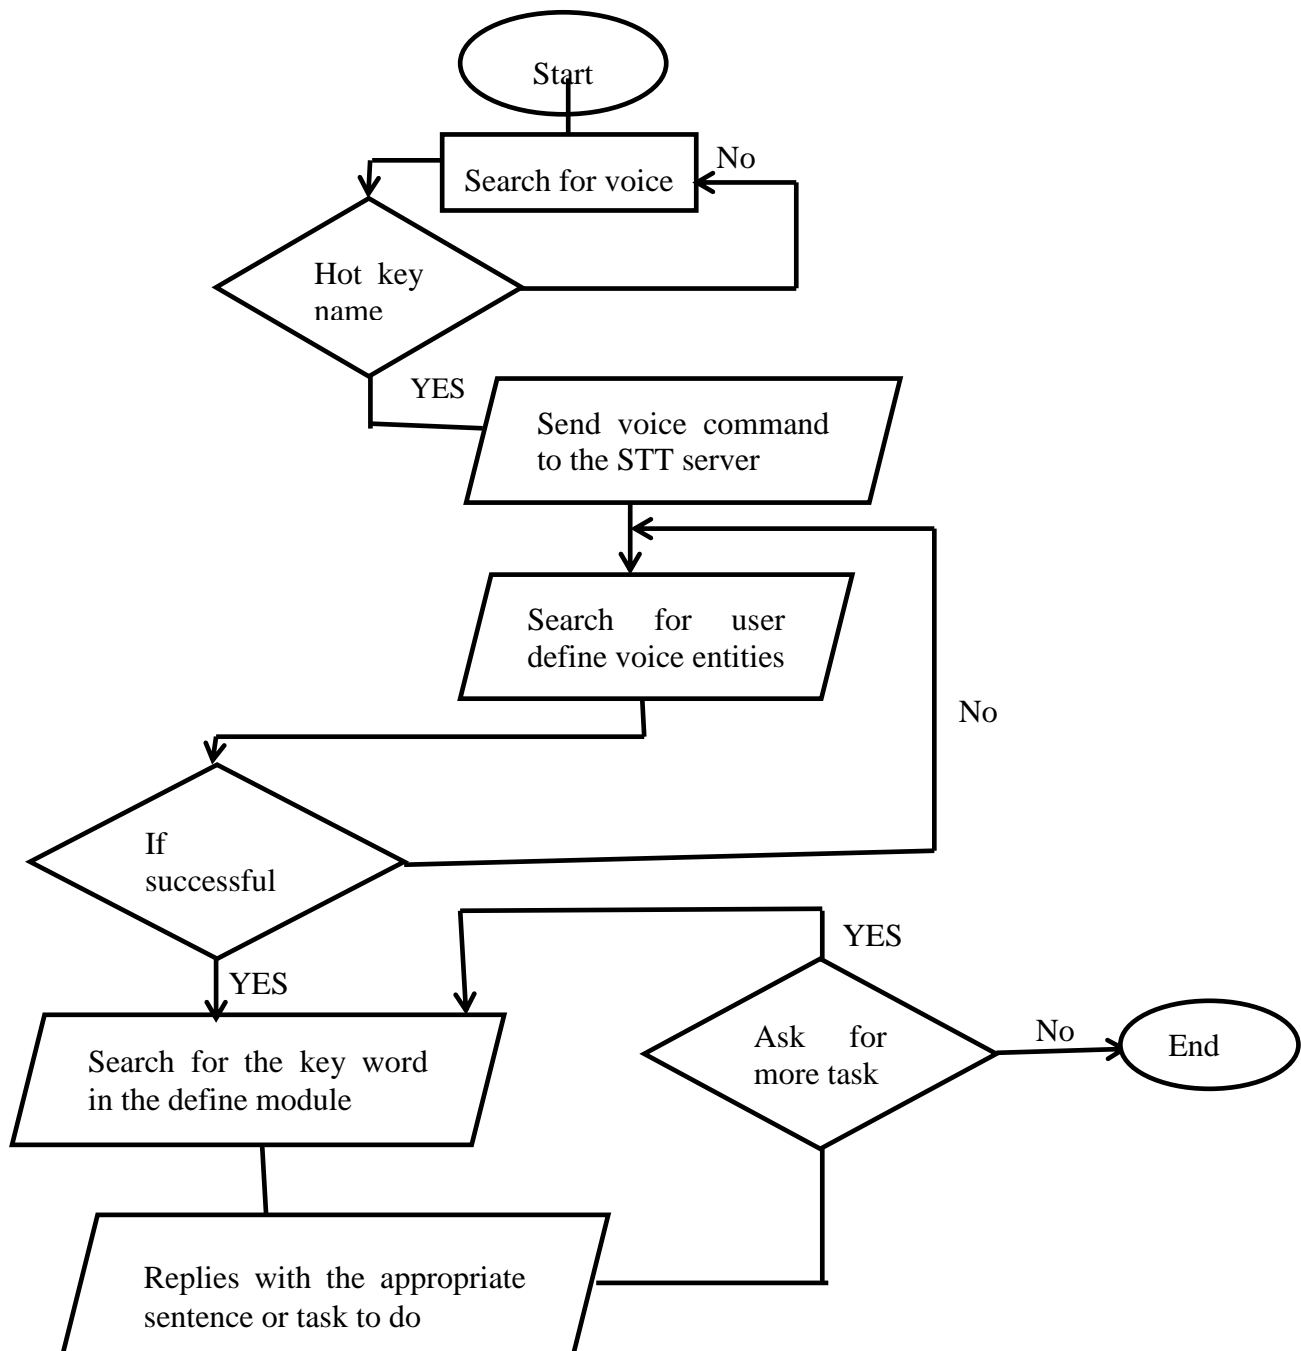 Start
No
Search for voice
Hot key
name
YES
Send voice command
to the STT server
Search for user
define voice entities
No
If
successful
YES
YES
Search for the key word
in the define module
Ask for
more task
No
End
Replies with the appropriate
sentence or task to do